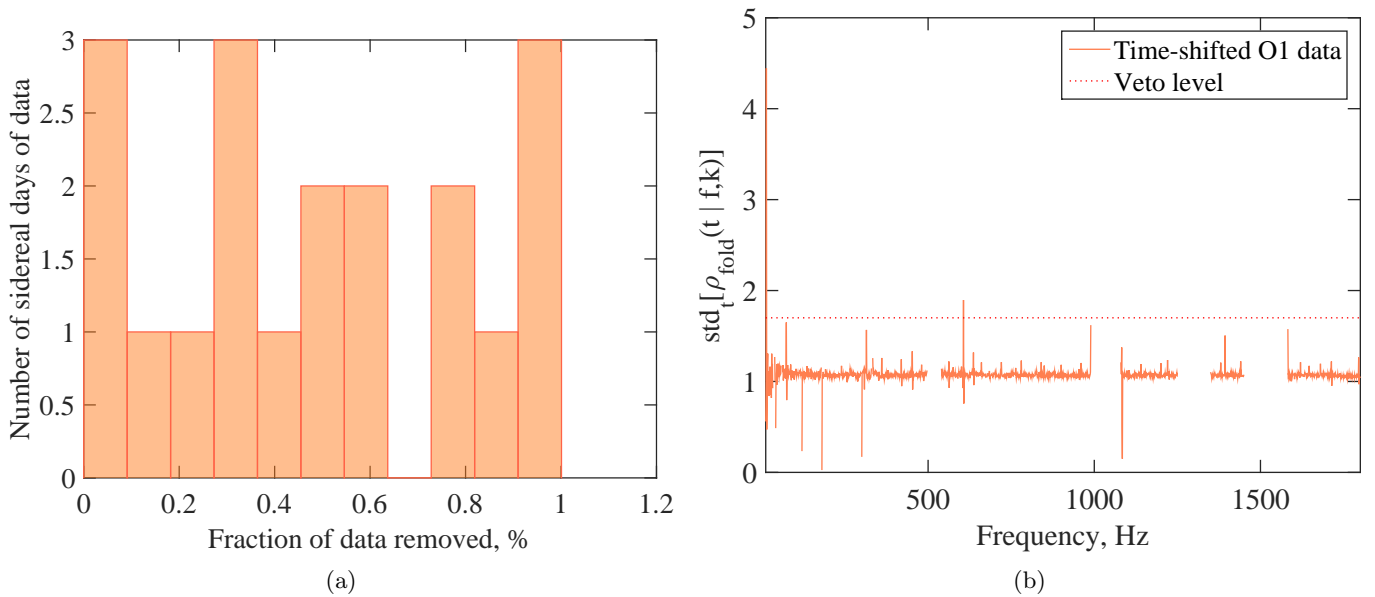 3
2.5
2
1.5
1
0.5
0
Number of sidereal days of data
0 0.2 0.4 0.6 0.8 1 1.2
Fraction of data removed, %
(a)
5
4
3
2
1
0
std_t[ρ_fold(t | f,k)]
Time-shifted O1 data
Veto level
500 1000 1500
Frequency, Hz
(b)